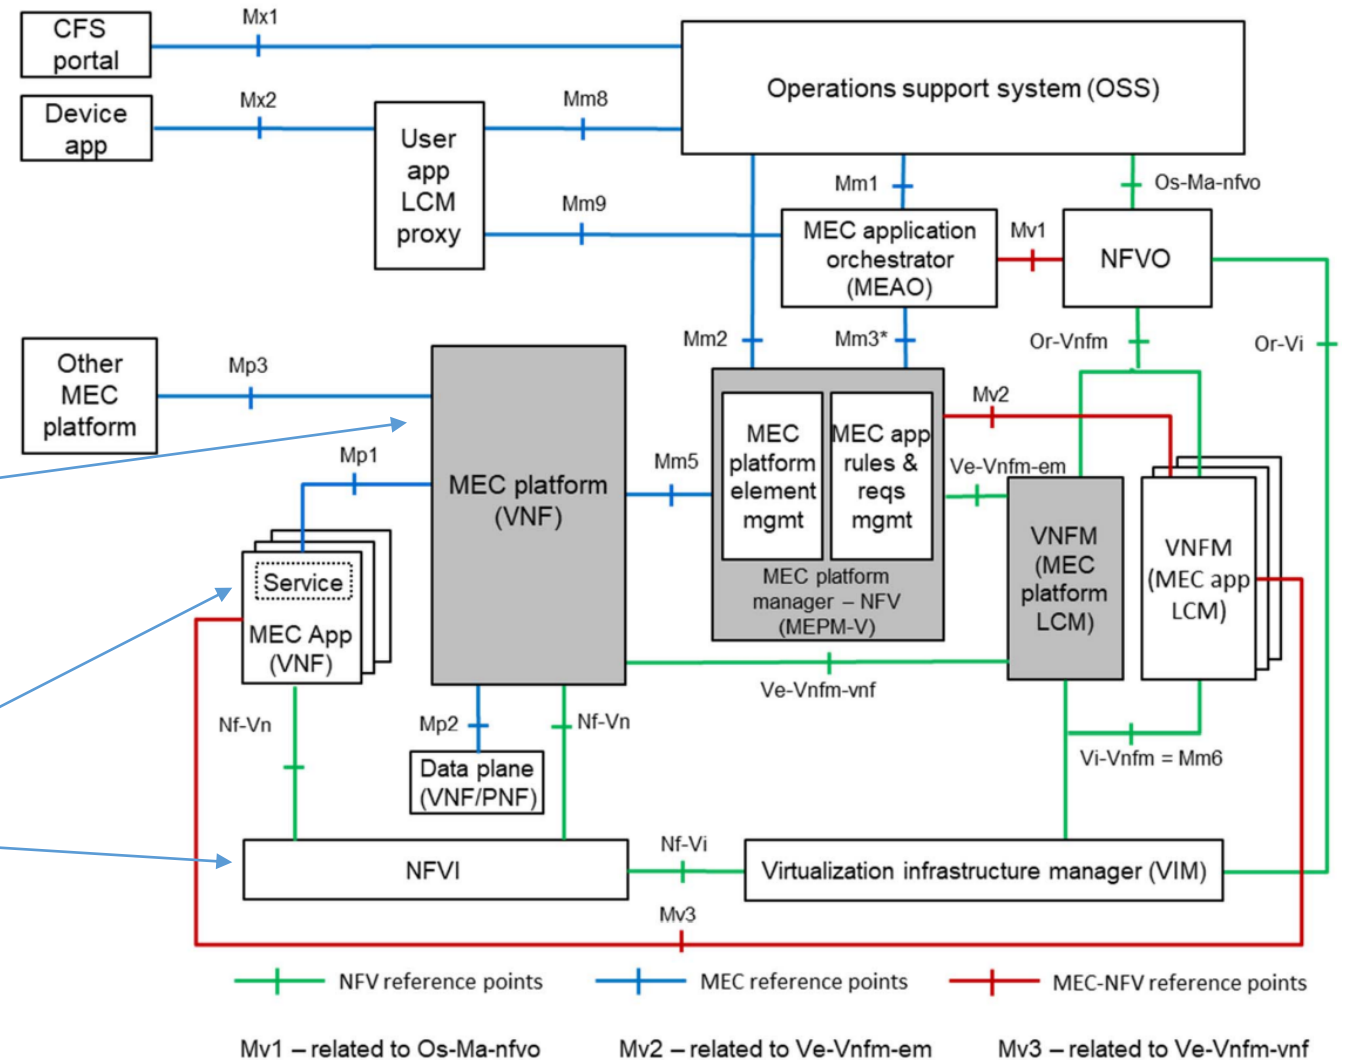 CFS
portal
Mx1
Operations support system (OSS)
Device
app
Mx2
User
app
LCM
proxy
Mm8
Mm9
Mm1
Os-Ma-nfvo
MEC application
orchestrator
(MEAO)
Mv1
NFVO
Mm2
Mm3*
Or-Vnfm
Or-Vi
Other
MEC
platform
Mp3
Mp1
MEC platform
(VNF)
Mm5
MEC
platform
element
mgmt
MEC app
rules &
reqs
mgmt
MEC platform
manager – NFV
(MEPM-V)
Mv2
Ve-Vnfm-em
VNFM
(MEC
platform
LCM)
VNFM
(MEC app
LCM)
Service
MEC App
(VNF)
Ve-Vnfm-vnf
Nf-Vn
Mp2
Nf-Vn
Data plane
(VNF/PNF)
Vi-Vnfm = Mm6
NFVI
Nf-Vi
Virtualization infrastructure manager (VIM)
Mv3
NFV reference points
MEC reference points
MEC-NFV reference points
Mv1 – related to Os-Ma-nfvo
Mv2 – related to Ve-Vnfm-em
Mv3 – related to Ve-Vnfm-vnf